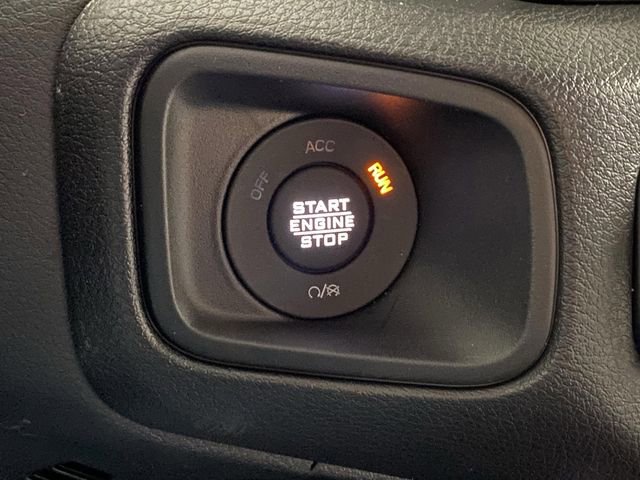 ACC
OFF
RUN
START
ENGINE
STOP